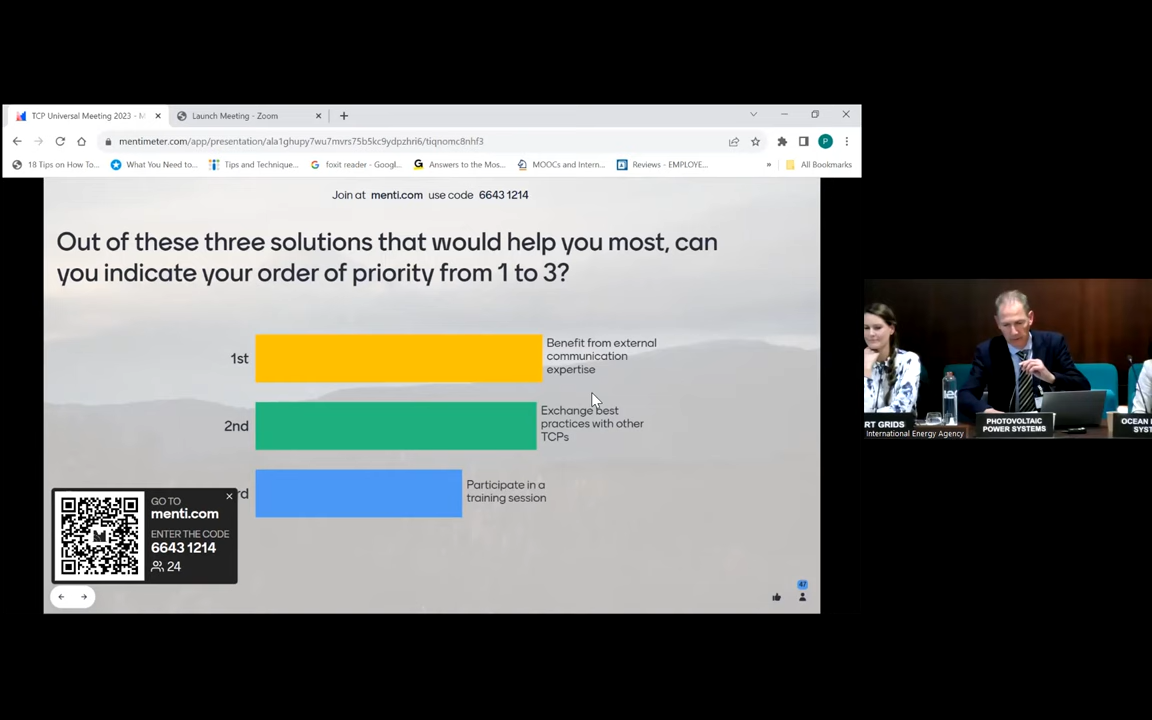 TCP Universal Meeting 2023 - M
Launch Meeting - Zoom
mentimeter.com/app/presentation/ala1ghupy7wu7mvrs75b5kc9ydpzhri6/tiqnomc8nhf3
18 Tips on How To...
What You Need to...
Tips and Technique...
foxit reader - Googl...
Answers to the Mos...
MOOCs and Intern...
Reviews - EMPLOYE...
»
All Bookmarks
P
Join at menti.com use code 6643 1214
Out of these three solutions that would help you most, can
you indicate your order of priority from 1 to 3?
1st
Benefit from external
communication
expertise
2nd
Exchange best
practices with other
TCPs
rd
Participate in a
training session
GO TO
menti.com
ENTER THE CODE
6643 1214
24
47
RT GRIDS
International Energy Agency
PHOTOVOLTAIC
POWER SYSTEMS
OCEAN
SYST